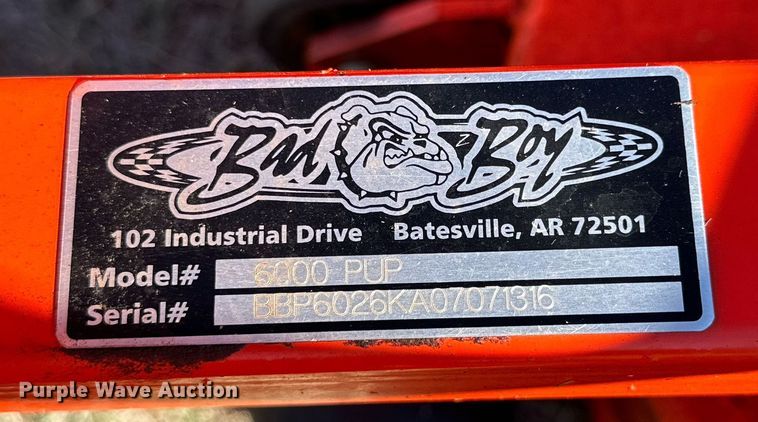 Bad Boy
Z
102 Industrial Drive Batesville, AR 72501
Model# 6000 PUP
Serial# BBP6026KA07071316
Purple Wave Auction